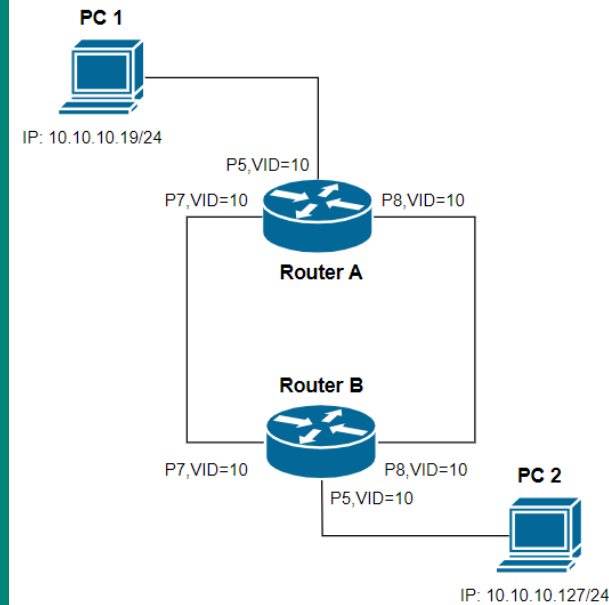 PC 1
IP: 10.10.10.19/24
P5,VID=10
P7,VID=10
P8,VID=10
Router A
Router B
P7,VID=10
P8,VID=10
P5,VID=10
PC 2
IP: 10.10.10.127/24